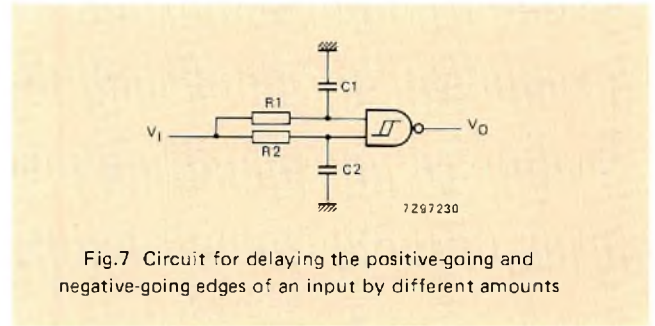 C1
R1
V_I
V_O
R2
C2
7297230
Fig.7 Circuit for delaying the positive-going and
negative-going edges of an input by different amounts